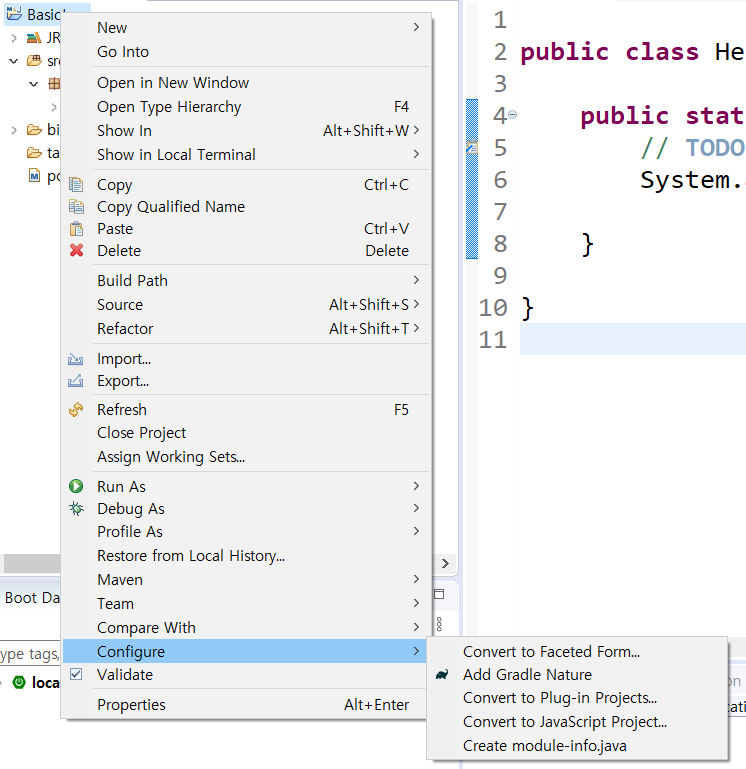 Basic
JR
src
bi
ta
po
New
Go Into
Open in New Window
Open Type Hierarchy F4
Show In Alt+Shift+W
Show in Local Terminal
Copy Ctrl+C
Copy Qualified Name
Paste Ctrl+V
Delete Delete
Build Path
Source Alt+Shift+S
Refactor Alt+Shift+T
Import...
Export...
Refresh F5
Close Project
Assign Working Sets...
Run As
Debug As
Profile As
Restore from Local History...
Maven
Team
Compare With
Configure
Validate
Properties Alt+Enter
Convert to Faceted Form...
Add Gradle Nature
Convert to Plug-in Projects...
Convert to JavaScript Project...
Create module-info.java
1
2 public class He
3
4 public stat
5 // TODO
6 System.
7
8 }
9
10 }
11
Boot Da
ype tags,
loca
on
cati